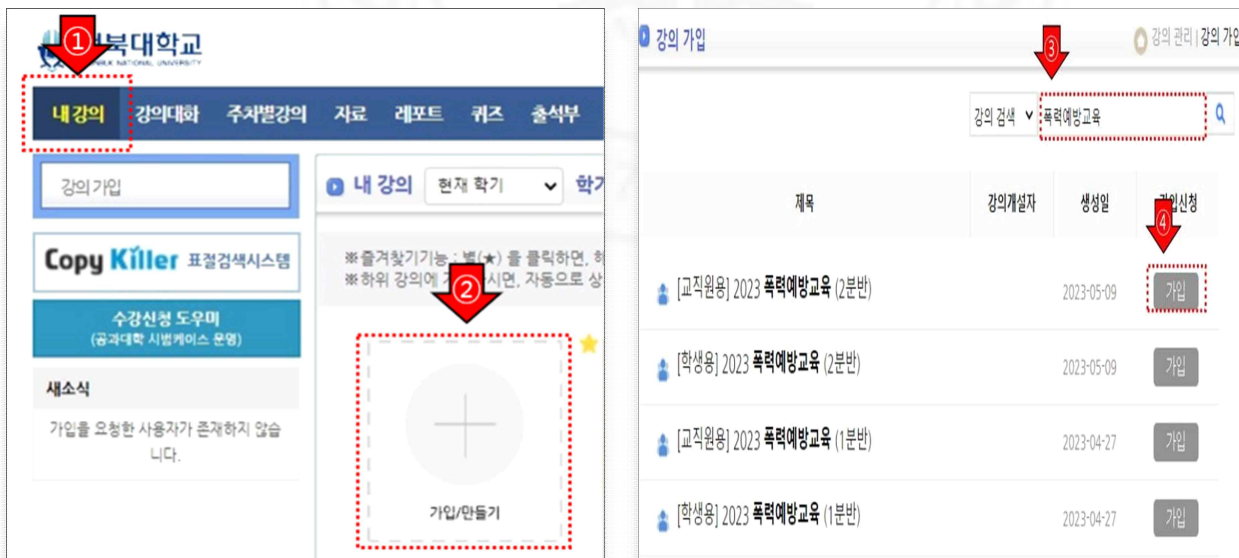 ①
북대학교
NATIONAL UNIVERSITY
내 강의 강의대화 주차별강의 자료 레포트 퀴즈 출석부
강의 가입
내 강의 현재 학기 학기
Copy Killer 표절검색시스템
※즐겨찾기기능 : 별(★) 을 클릭하면, 하
※하위 강의에 시면, 자동으로 상
②
수강신청 도우미
(공과대학 시범케이스 운영)
새소식
가입을 요청한 사용자가 존재하지 않습
니다.
가입/만들기
강의 가입
강의 관리 | 강의 가입
③
강의 검색 폭력예방교육
제목 강의개설자 생성일 가입신청
④
[교직원용] 2023 폭력예방교육 (2분반) 2023-05-09 가입
[학생용] 2023 폭력예방교육 (2분반) 2023-05-09 가입
[교직원용] 2023 폭력예방교육 (1분반) 2023-04-27 가입
[학생용] 2023 폭력예방교육 (1분반) 2023-04-27 가입